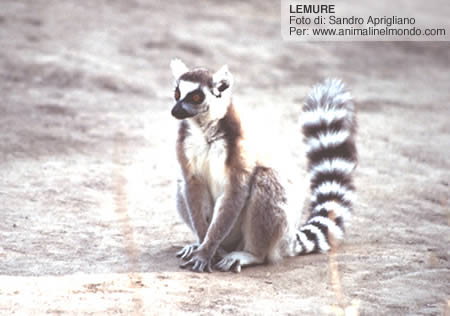 LEMURE
Foto di: Sandro Aprigliano
Per: www.animalinelmondo.com